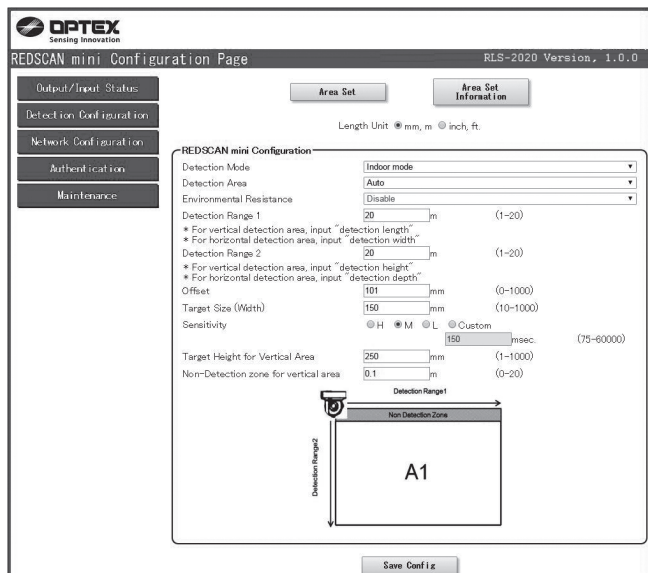 OPTEX
Sensing Innovation
REDSCAN mini Configuration Page RLS-2020 Version, 1.0.0
Output/Input Status
Detection Configuration
Network Configuration
Authentication
Maintenance
Area Set
Area Set
Information
Length Unit mm, m inch, ft.
REDSCAN mini Configuration
Detection Mode Indoor mode
Detection Area Auto
Environmental Resistance Disable
Detection Range 1 20 m (1-20)
* For vertical detection area, input "detection length"
* For horizontal detection area, input "detection width"
Detection Range 2 20 m (1-20)
* For vertical detection area, input "detection height"
* For horizontal detection area, input "detection depth"
Offset 101 mm (0-1000)
Target Size (Width) 150 mm (10-1000)
Sensitivity H M L Custom
150 msec. (75-60000)
Target Height for Vertical Area 250 mm (1-1000)
Non-Detection zone for vertical area 0.1 m (0-20)
Detection Range1
Non Detection Zone
Detection Range2
A1
Save Config